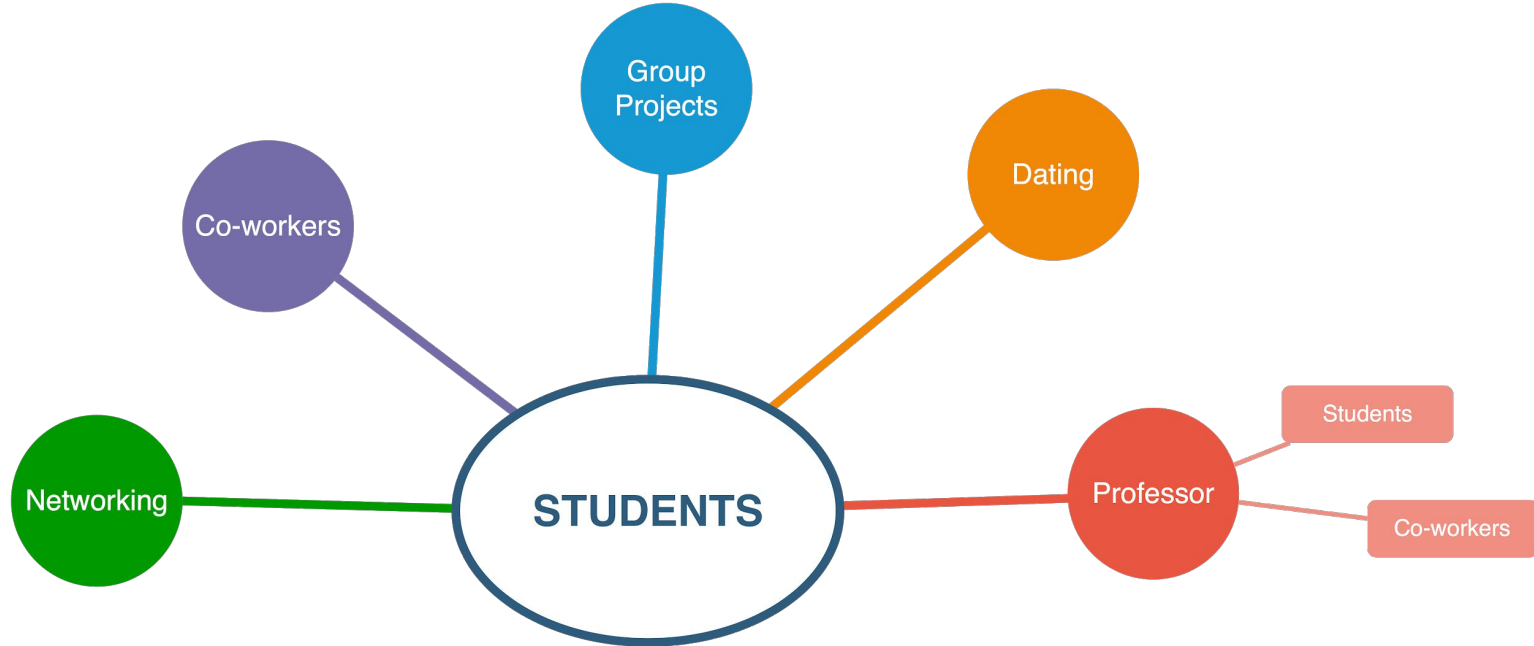 Group
Projects
Dating
Co-workers
Students
Networking
STUDENTS
Professor
Co-workers